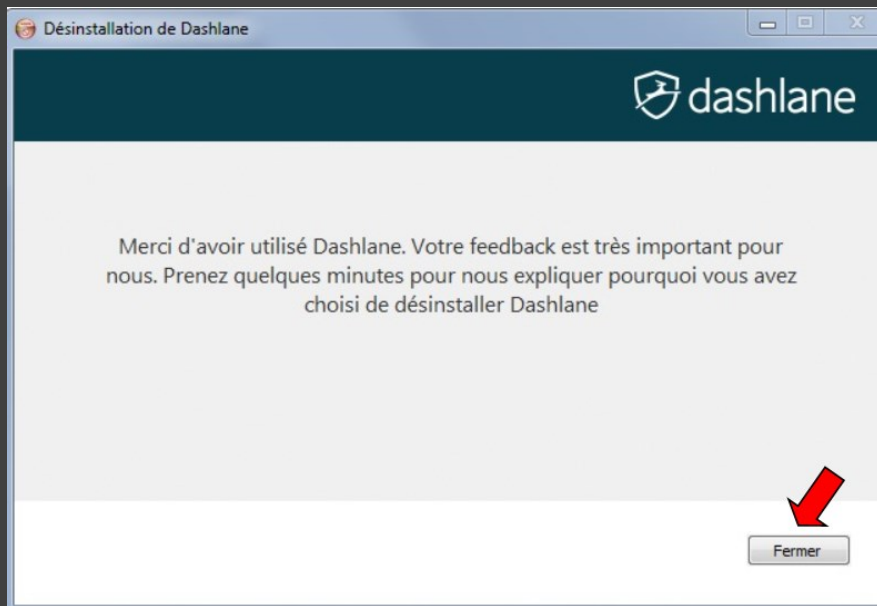 Désinstallation de Dashlane
dashlane
Merci d'avoir utilisé Dashlane. Votre feedback est très important pour
nous. Prenez quelques minutes pour nous expliquer pourquoi vous avez
choisi de désinstaller Dashlane
Fermer